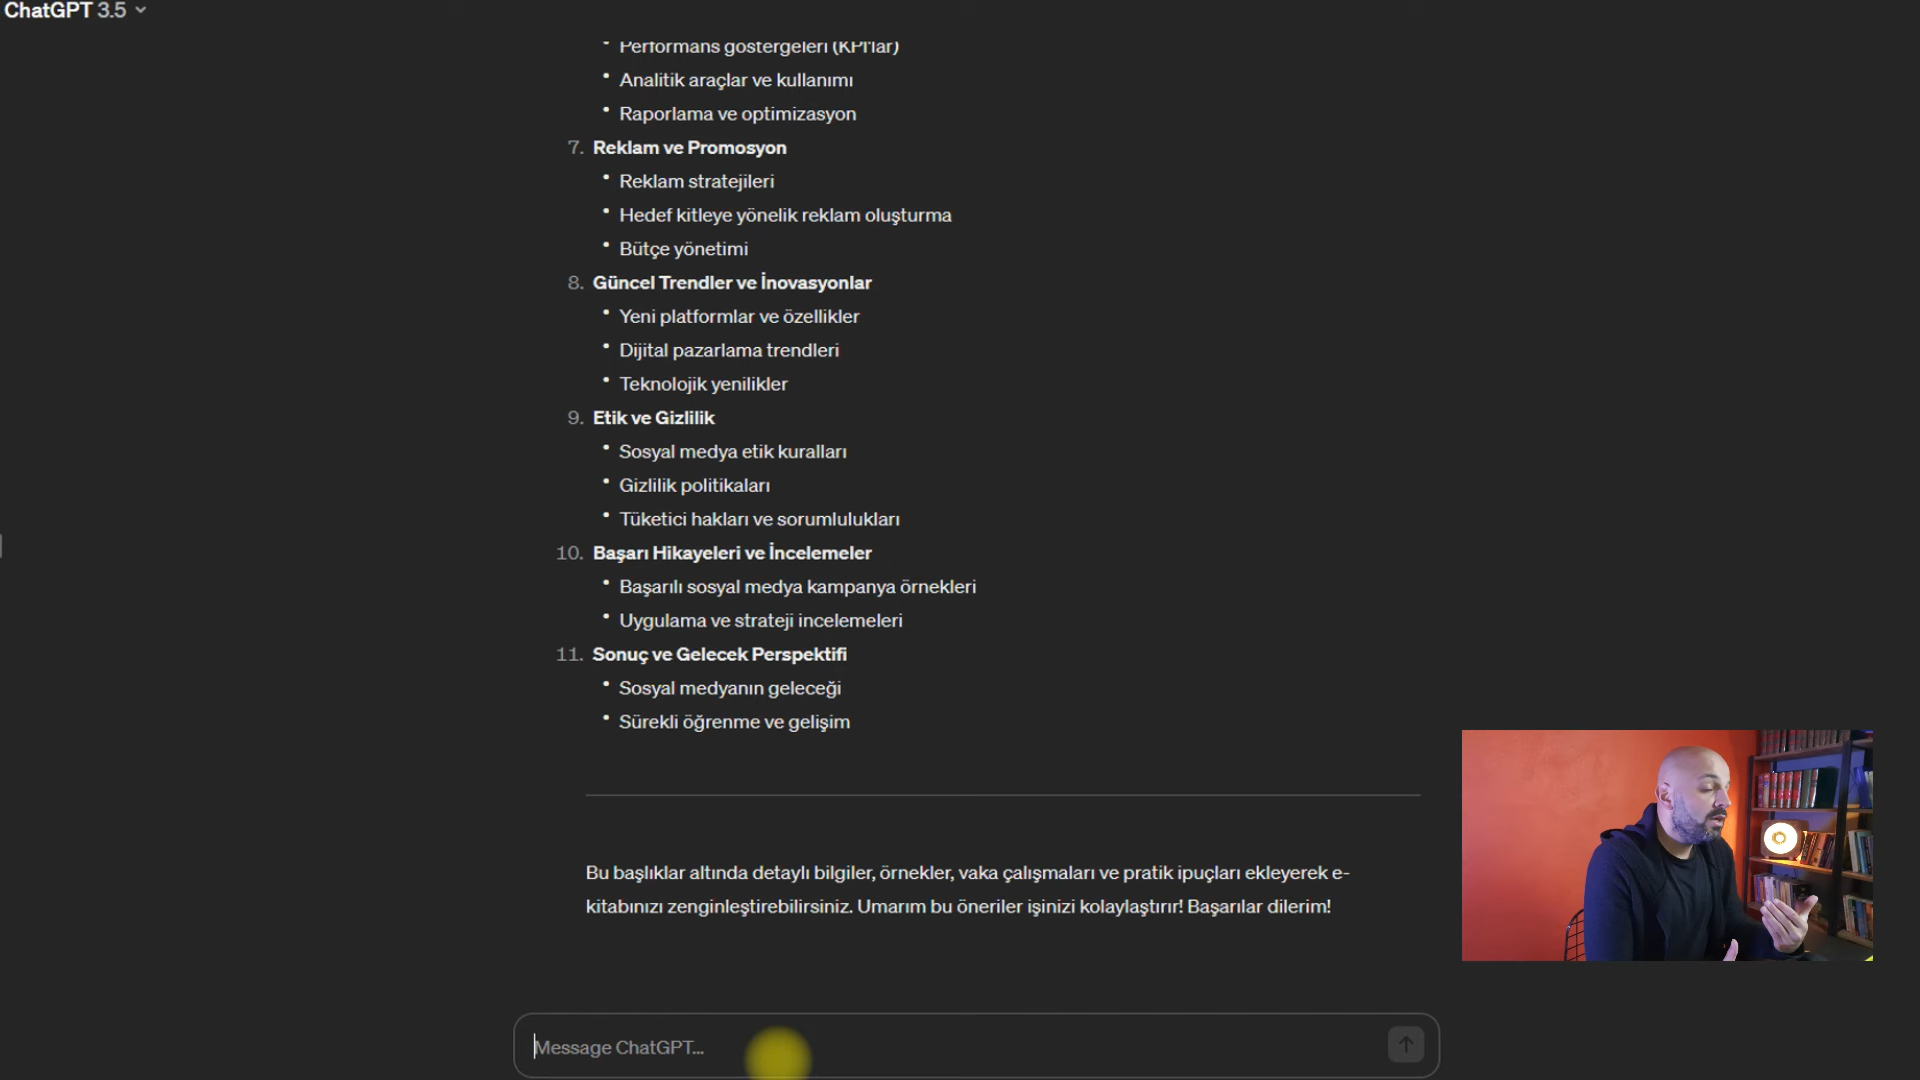 ChatGPT 3.5
• Performans göstergeleri (KPI'lar)
• Analitik araçlar ve kullanımı
• Raporlama ve optimizasyon
7. Reklam ve Promosyon
• Reklam stratejileri
• Hedef kitleye yönelik reklam oluşturma
• Bütçe yönetimi
8. Güncel Trendler ve İnovasyonlar
• Yeni platformlar ve özellikler
• Dijital pazarlama trendleri
• Teknolojik yenilikler
9. Etik ve Gizlilik
• Sosyal medya etik kuralları
• Gizlilik politikaları
• Tüketici hakları ve sorumlulukları
10. Başarı Hikayeleri ve İncelemeler
• Başarılı sosyal medya kampanya örnekleri
• Uygulama ve strateji incelemeleri
11. Sonuç ve Gelecek Perspektifi
• Sosyal medyanın geleceği
• Sürekli öğrenme ve gelişim
Bu başlıklar altında detaylı bilgiler, örnekler, vaka çalışmaları ve pratik ipuçları ekleyerek e-
kitabınızı zenginleştirebilirsiniz. Umarım bu öneriler işinizi kolaylaştırır! Başarılar dilerim!
Message ChatGPT...